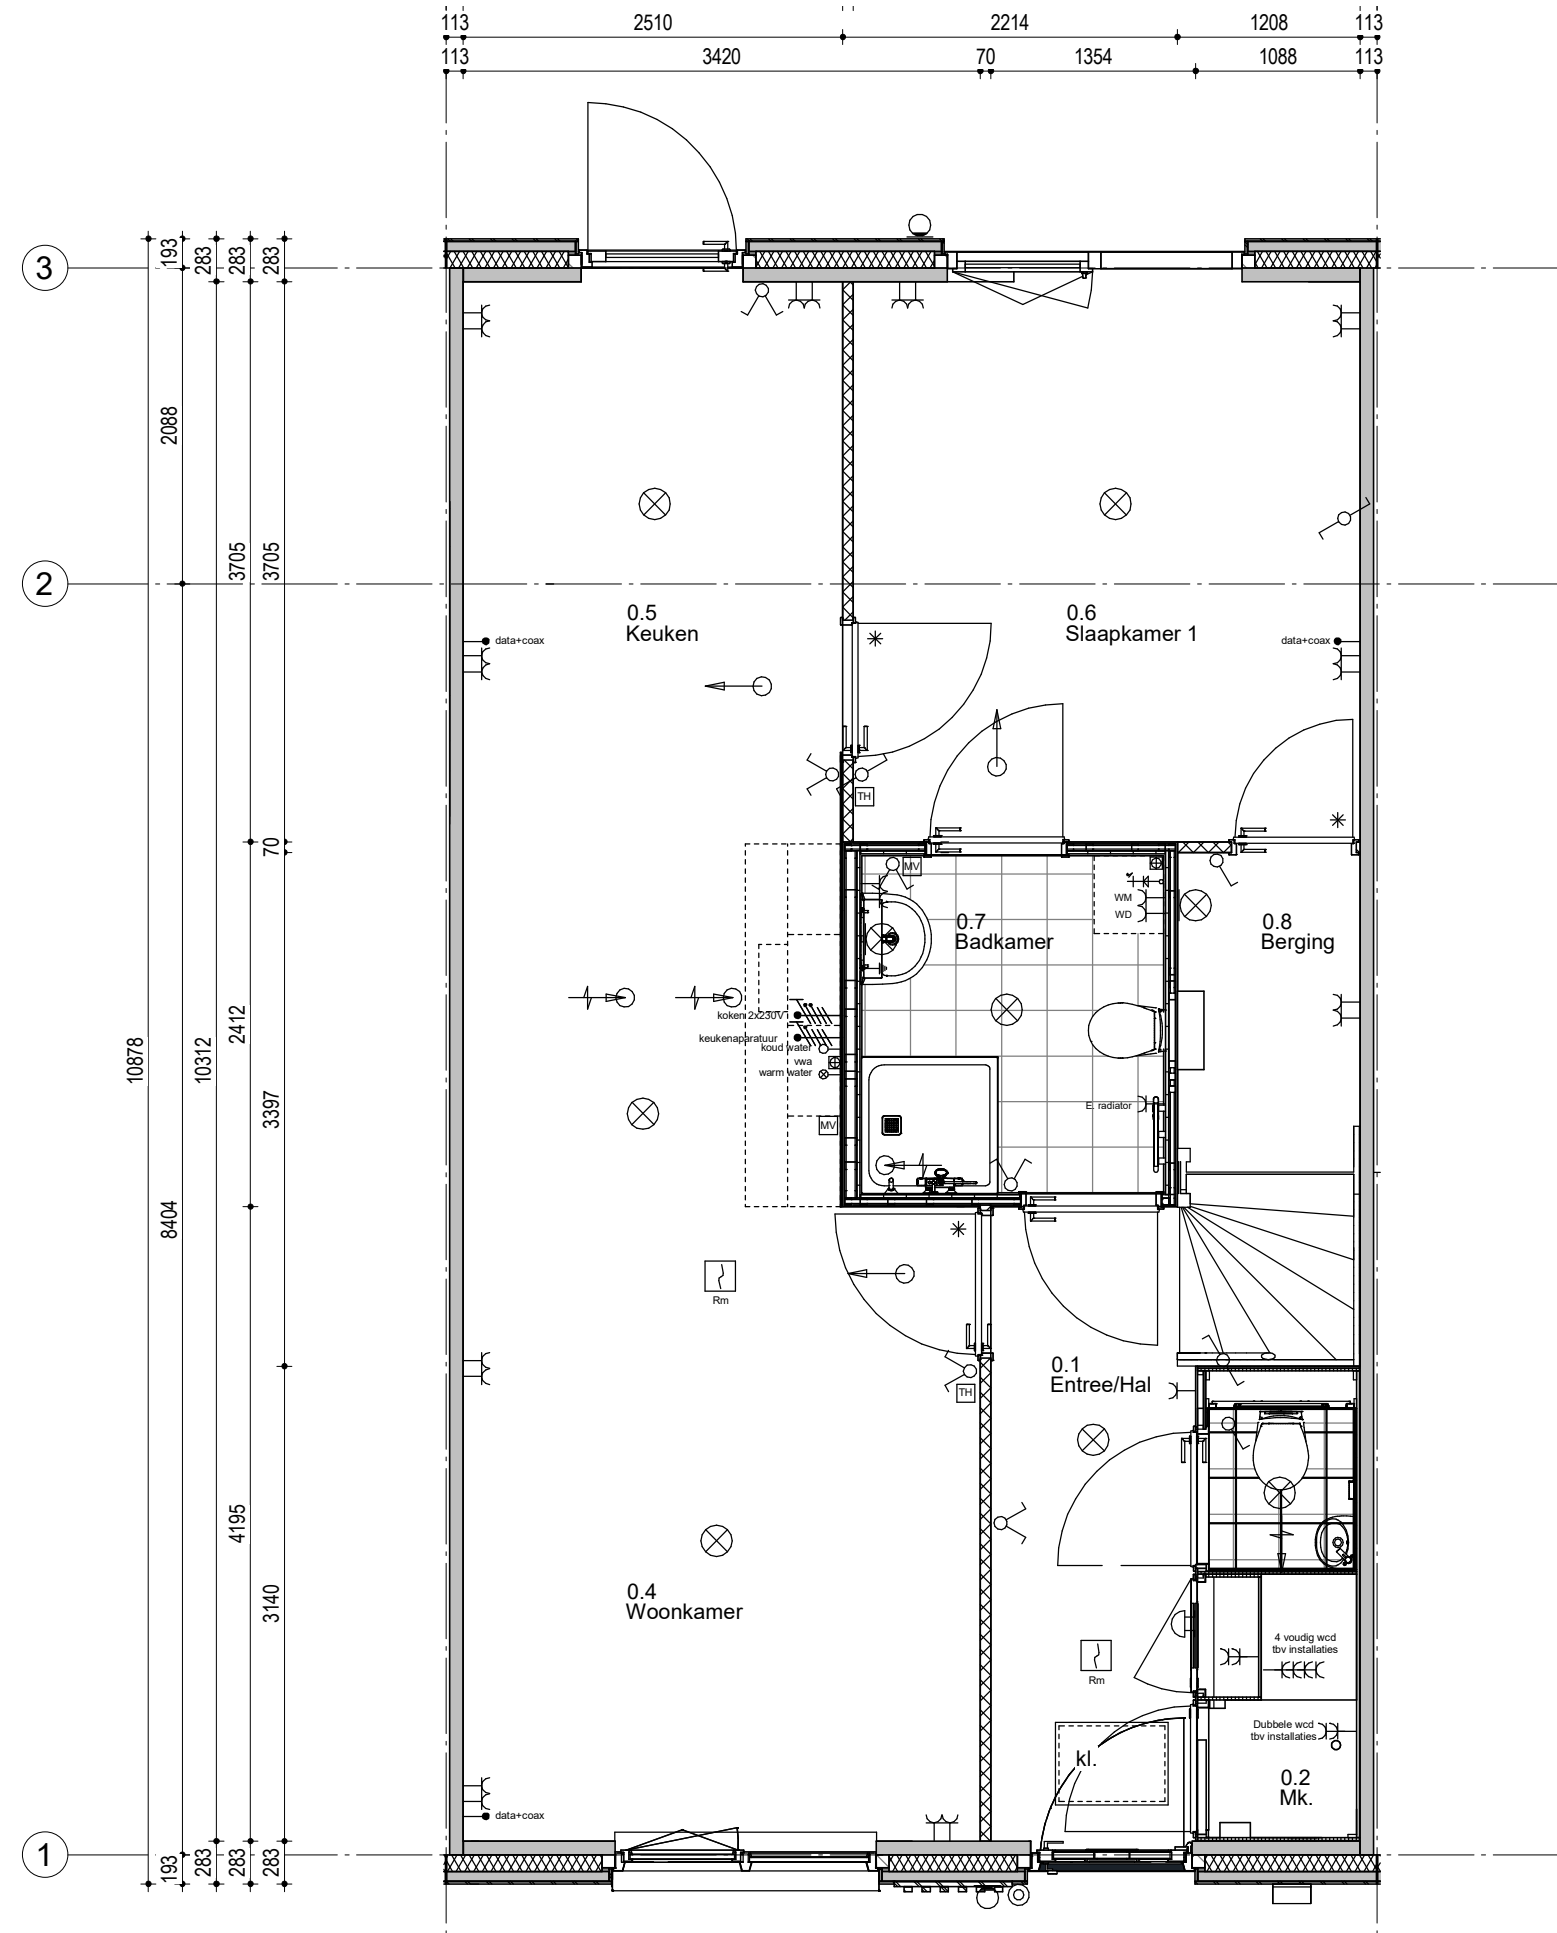 113 2510 2214 1208 113
113 3420 70 1354 1088 113
3
2
1
10878
193
2088
8404
193
283
10312
283
283
3705
2412
4195
283
283
3705
70
3397
3140
283
0.5
Keuken
0.6
Slaapkamer 1
data+coax
data+coax
TH
MV
WM
WD
0.7
Badkamer
0.8
Berging
koken 2x230V
keukenaparatuur
koud water
vwa
warm water
MV
E. radiator
Rm
TH
0.1
Entree/Hal
0.4
Woonkamer
Rm
4 voudig wcd
tbv installaties
Dubbele wcd
tbv installaties
kl.
0.2
Mk.
data+coax